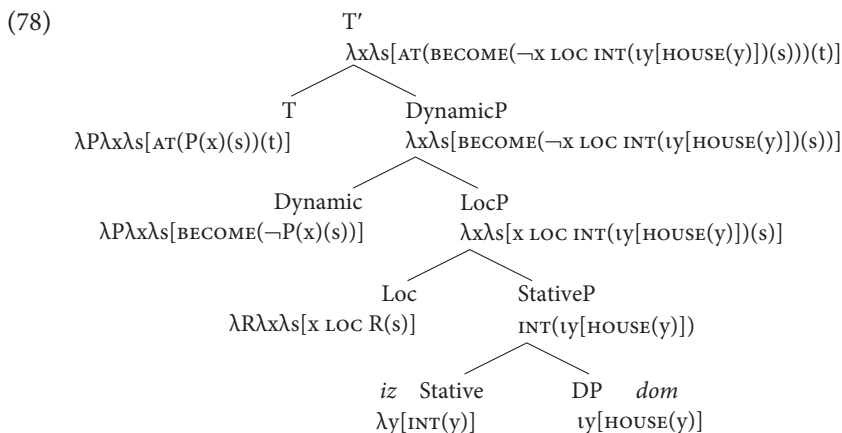 (78)
T′
λxλs[AT(BECOME(¬x LOC INT(ιy[HOUSE(y)])(s)))(t)]
T DynamicP
λPλxλs[AT(P(x)(s))(t)] λxλs[BECOME(¬x LOC INT(ιy[HOUSE(y)])(s))]
Dynamic LocP
λPλxλs[BECOME(¬P(x)(s))] λxλs[x LOC INT(ιy[HOUSE(y)])(s)]
Loc StativeP
λRλxλs[x LOC R(s)] INT(ιy[HOUSE(y)])
iz Stative DP dom
λy[INT(y)] ιy[HOUSE(y)]